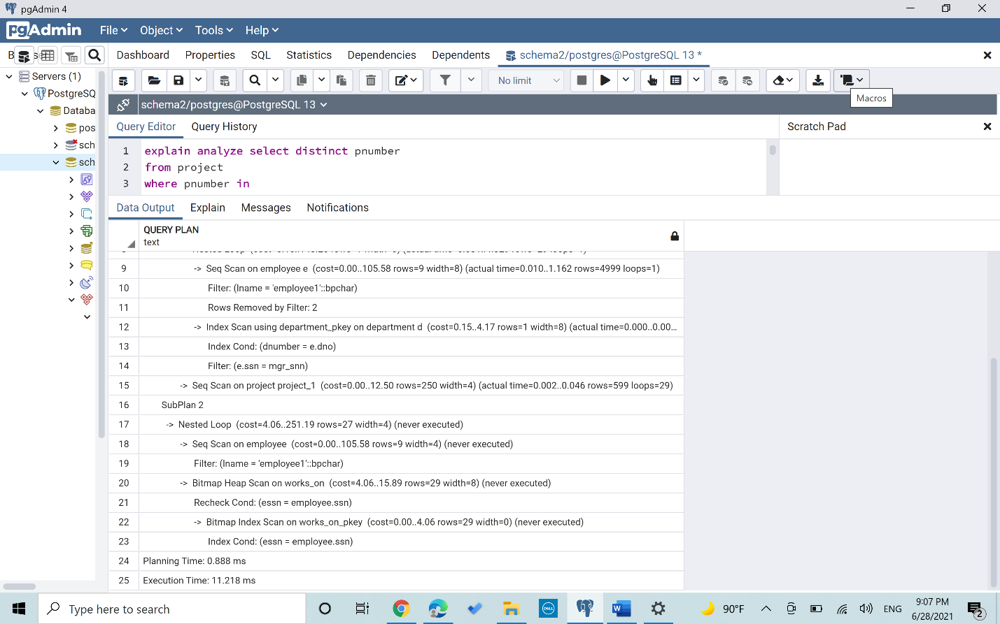 pgAdmin 4
pgAdmin File Object Tools Help
Dashboard Properties SQL Statistics Dependencies Dependents schema2/postgres@PostgreSQL 13 *
Servers (1)
PostgreSQ
Databa
pos
sch
sch
No limit
Macros
schema2/postgres@PostgreSQL 13
Query Editor Query History
Scratch Pad
1 explain analyze select distinct pnumber
2 from project
3 where pnumber in
Data Output Explain Messages Notifications
QUERY PLAN
text
9 -> Seq Scan on employee e (cost=0.00..105.58 rows=9 width=8) (actual time=0.010..1.162 rows=4999 loops=1)
10 Filter: (lname = 'employee1'::bpchar)
11 Rows Removed by Filter: 2
12 -> Index Scan using department_pkey on department d (cost=0.15..4.17 rows=1 width=8) (actual time=0.000..0.00...
13 Index Cond: (dnumber = e.dno)
14 Filter: (e.ssn = mgr_snn)
15 -> Seq Scan on project project_1 (cost=0.00..12.50 rows=250 width=4) (actual time=0.002..0.046 rows=599 loops=29)
16 SubPlan 2
17 -> Nested Loop (cost=4.06..251.19 rows=27 width=4) (never executed)
18 -> Seq Scan on employee (cost=0.00..105.58 rows=9 width=4) (never executed)
19 Filter: (lname = 'employee1'::bpchar)
20 -> Bitmap Heap Scan on works_on (cost=4.06..15.89 rows=29 width=8) (never executed)
21 Recheck Cond: (essn = employee.ssn)
22 -> Bitmap Index Scan on works_on_pkey (cost=0.00..4.06 rows=29 width=0) (never executed)
23 Index Cond: (essn = employee.ssn)
24 Planning Time: 0.888 ms
25 Execution Time: 11.218 ms
Type here to search
DELL
W
90°F
ENG
9:07 PM
6/28/2021
2